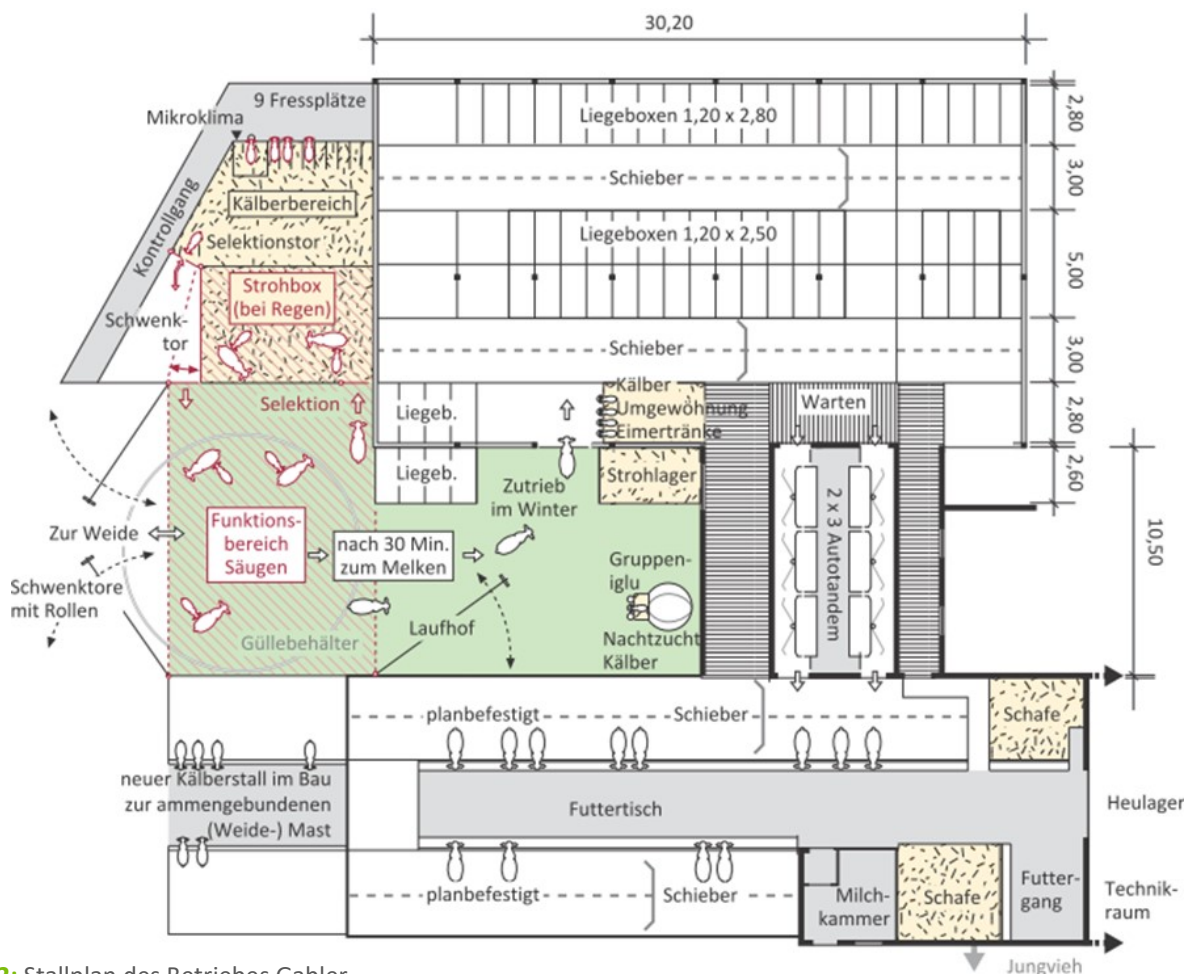 30,20
9 Fressplätze
Mikroklima
Liegeboxen 1,20 x 2,80
2,80
Schieber
3,00
Kälberbereich
Kontrollgang
Selektionstor
Liegeboxen 1,20 x 2,50
5,00
Strohbox
(bei Regen)
Schwenk-
tor
Schieber
3,00
Selektion
Liegeb.
Kälber
Umgewöhnung
Eimertränke
Warten
2,80
Liegeb.
Zutrieb
im Winter
Strohlager
2,60
Zur Weide
Funktions-
bereich
Säugen
nach 30 Min.
zum Melken
2 x 3 Autotandem
10,50
Gruppen-
iglu
Schwenktore
mit Rollen
Güllebehälter
Laufhof
Nachtzucht
Kälber
planbefestigt
Schieber
Schafe
neuer Kälberstall im Bau
zur ammengebundenen
(Weide-) Mast
Futtertisch
Heulager
planbefestigt
Schieber
Milch-
kammer
Schafe
Futter-
gang
Technik-
raum
Jungvieh
: Stallplan des Betriebes Gabler